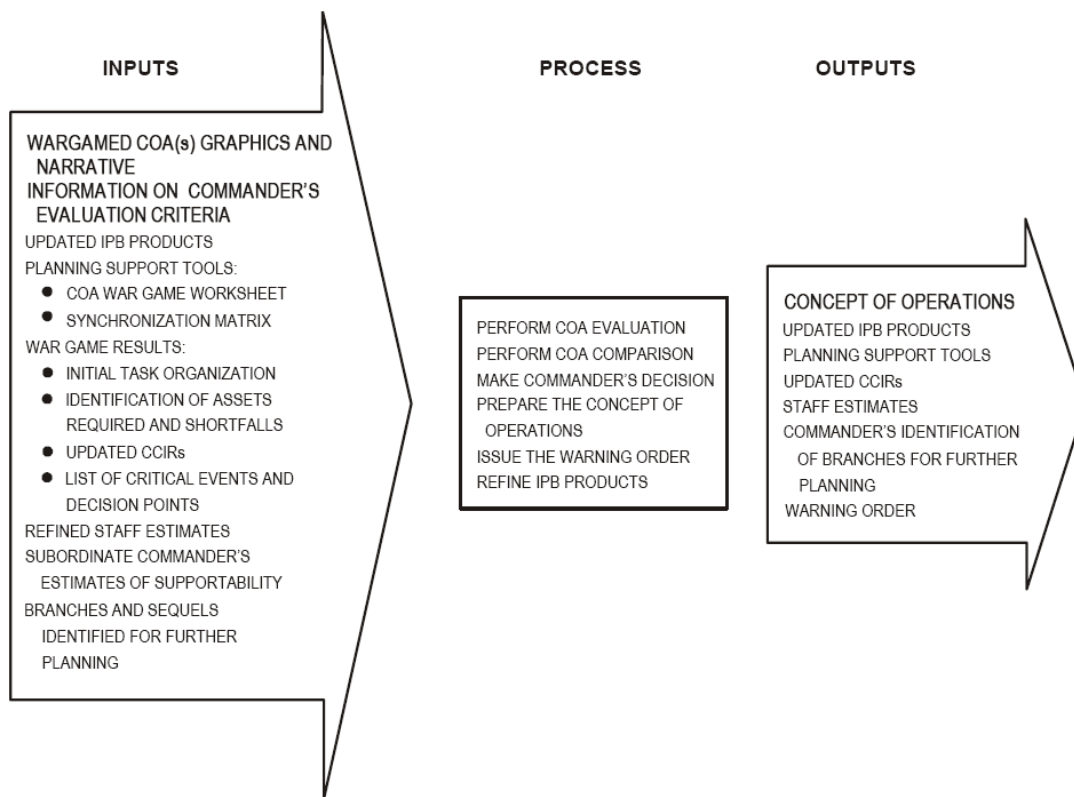 INPUTS
WARGAMED COA(s) GRAPHICS AND
NARRATIVE
INFORMATION ON COMMANDER'S
EVALUATION CRITERIA
UPDATED IPB PRODUCTS
PLANNING SUPPORT TOOLS:
● COA WAR GAME WORKSHEET
● SYNCHRONIZATION MATRIX
WAR GAME RESULTS:
● INITIAL TASK ORGANIZATION
● IDENTIFICATION OF ASSETS
REQUIRED AND SHORTFALLS
● UPDATED CCIRs
● LIST OF CRITICAL EVENTS AND
DECISION POINTS
REFINED STAFF ESTIMATES
SUBORDINATE COMMANDER'S
ESTIMATES OF SUPPORTABILITY
BRANCHES AND SEQUELS
IDENTIFIED FOR FURTHER
PLANNING
PROCESS
PERFORM COA EVALUATION
PERFORM COA COMPARISON
MAKE COMMANDER'S DECISION
PREPARE THE CONCEPT OF
OPERATIONS
ISSUE THE WARNING ORDER
REFINE IPB PRODUCTS
OUTPUTS
CONCEPT OF OPERATIONS
UPDATED IPB PRODUCTS
PLANNING SUPPORT TOOLS
UPDATED CCIRs
STAFF ESTIMATES
COMMANDER'S IDENTIFICATION
OF BRANCHES FOR FURTHER
PLANNING
WARNING ORDER